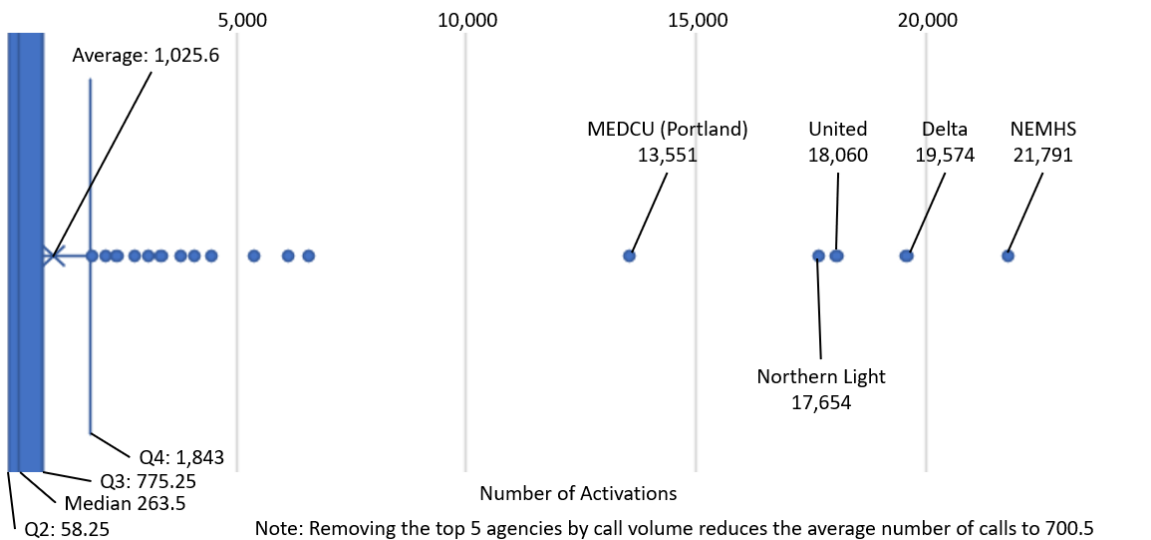 5,000 10,000 15,000 20,000
Average: 1,025.6
MEDCU (Portland)
13,551
United
18,060
Delta
19,574
NEMHS
21,791
Northern Light
17,654
Q4: 1,843
Q3: 775.25
Median 263.5
Q2: 58.25
Number of Activations
Note: Removing the top 5 agencies by call volume reduces the average number of calls to 700.5